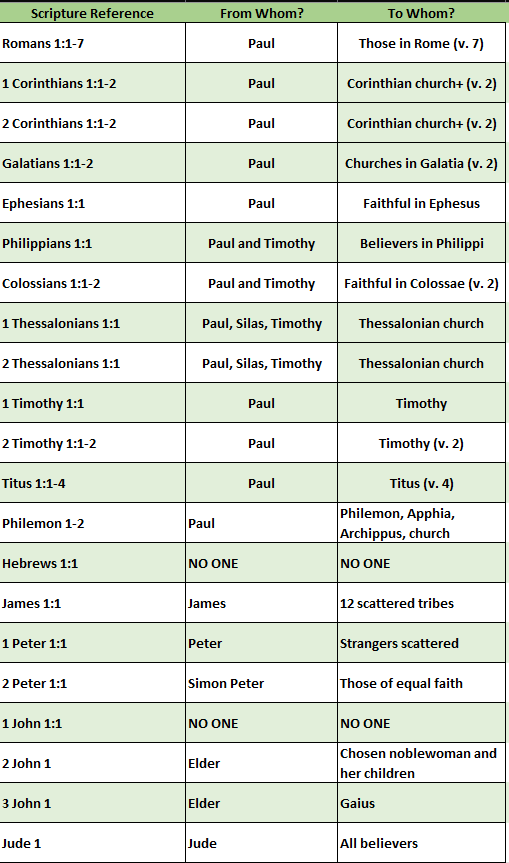 Scripture Reference From Whom? To Whom?
Romans 1:1-7 Paul Those in Rome (v. 7)
1 Corinthians 1:1-2 Paul Corinthian church+ (v. 2)
2 Corinthians 1:1-2 Paul Corinthian church+ (v. 2)
Galatians 1:1-2 Paul Churches in Galatia (v. 2)
Ephesians 1:1 Paul Faithful in Ephesus
Philippians 1:1 Paul and Timothy Believers in Philippi
Colossians 1:1-2 Paul and Timothy Faithful in Colossae (v. 2)
1 Thessalonians 1:1 Paul, Silas, Timothy Thessalonian church
2 Thessalonians 1:1 Paul, Silas, Timothy Thessalonian church
1 Timothy 1:1 Paul Timothy
2 Timothy 1:1-2 Paul Timothy (v. 2)
Titus 1:1-4 Paul Titus (v. 4)
Philemon 1-2 Paul Philemon, Apphia,
Archippus, church
Hebrews 1:1 NO ONE NO ONE
James 1:1 James 12 scattered tribes
1 Peter 1:1 Peter Strangers scattered
2 Peter 1:1 Simon Peter Those of equal faith
1 John 1:1 NO ONE NO ONE
2 John 1 Elder Chosen noblewoman and
her children
3 John 1 Elder Gaius
Jude 1 Jude All believers